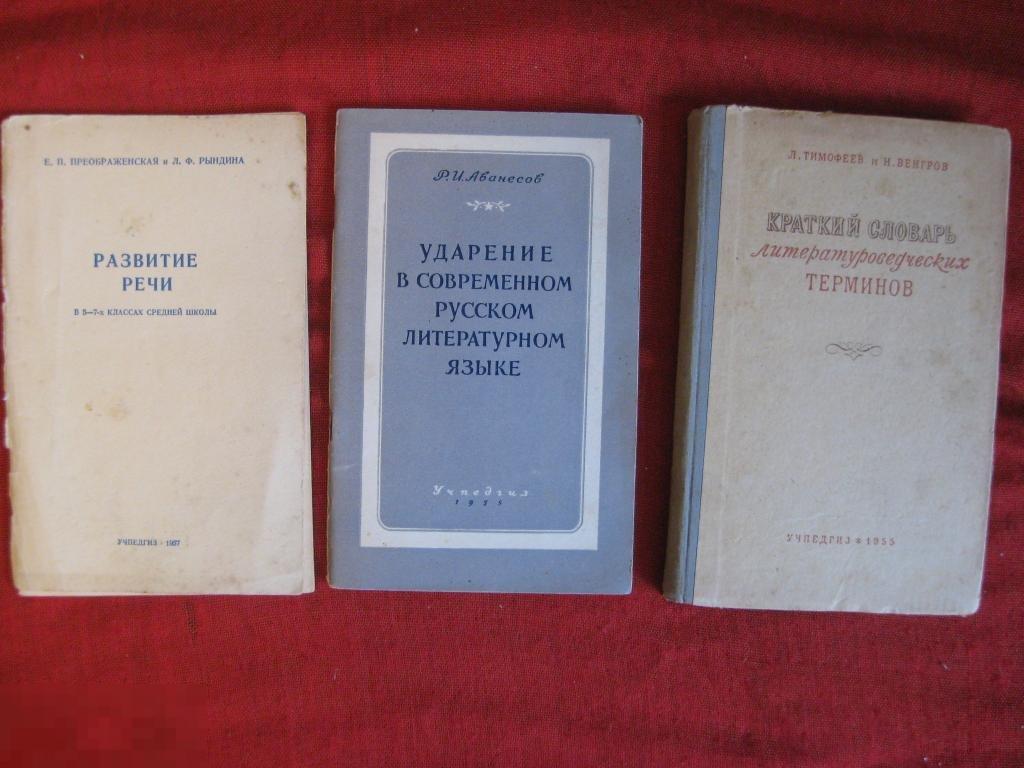 Е. П. ПРЕОБРАЖЕНСКАЯ и Л. Ф. РЫНДИНА
РАЗВИТИЕ
РЕЧИ
В 5—7-х КЛАССАХ СРЕДНЕЙ ШКОЛЫ
УЧПЕДГИЗ · 1957
Р. И. Аванесов
УДАРЕНИЕ
В СОВРЕМЕННОМ
РУССКОМ
ЛИТЕРАТУРНОМ
ЯЗЫКЕ
Учпедгиз
1955
Л. ТИМОФЕЕВ и Н. ВЕНГРОВ
КРАТКИЙ СЛОВАРЬ
литературоведческих
ТЕРМИНОВ
УЧПЕДГИЗ * 1955